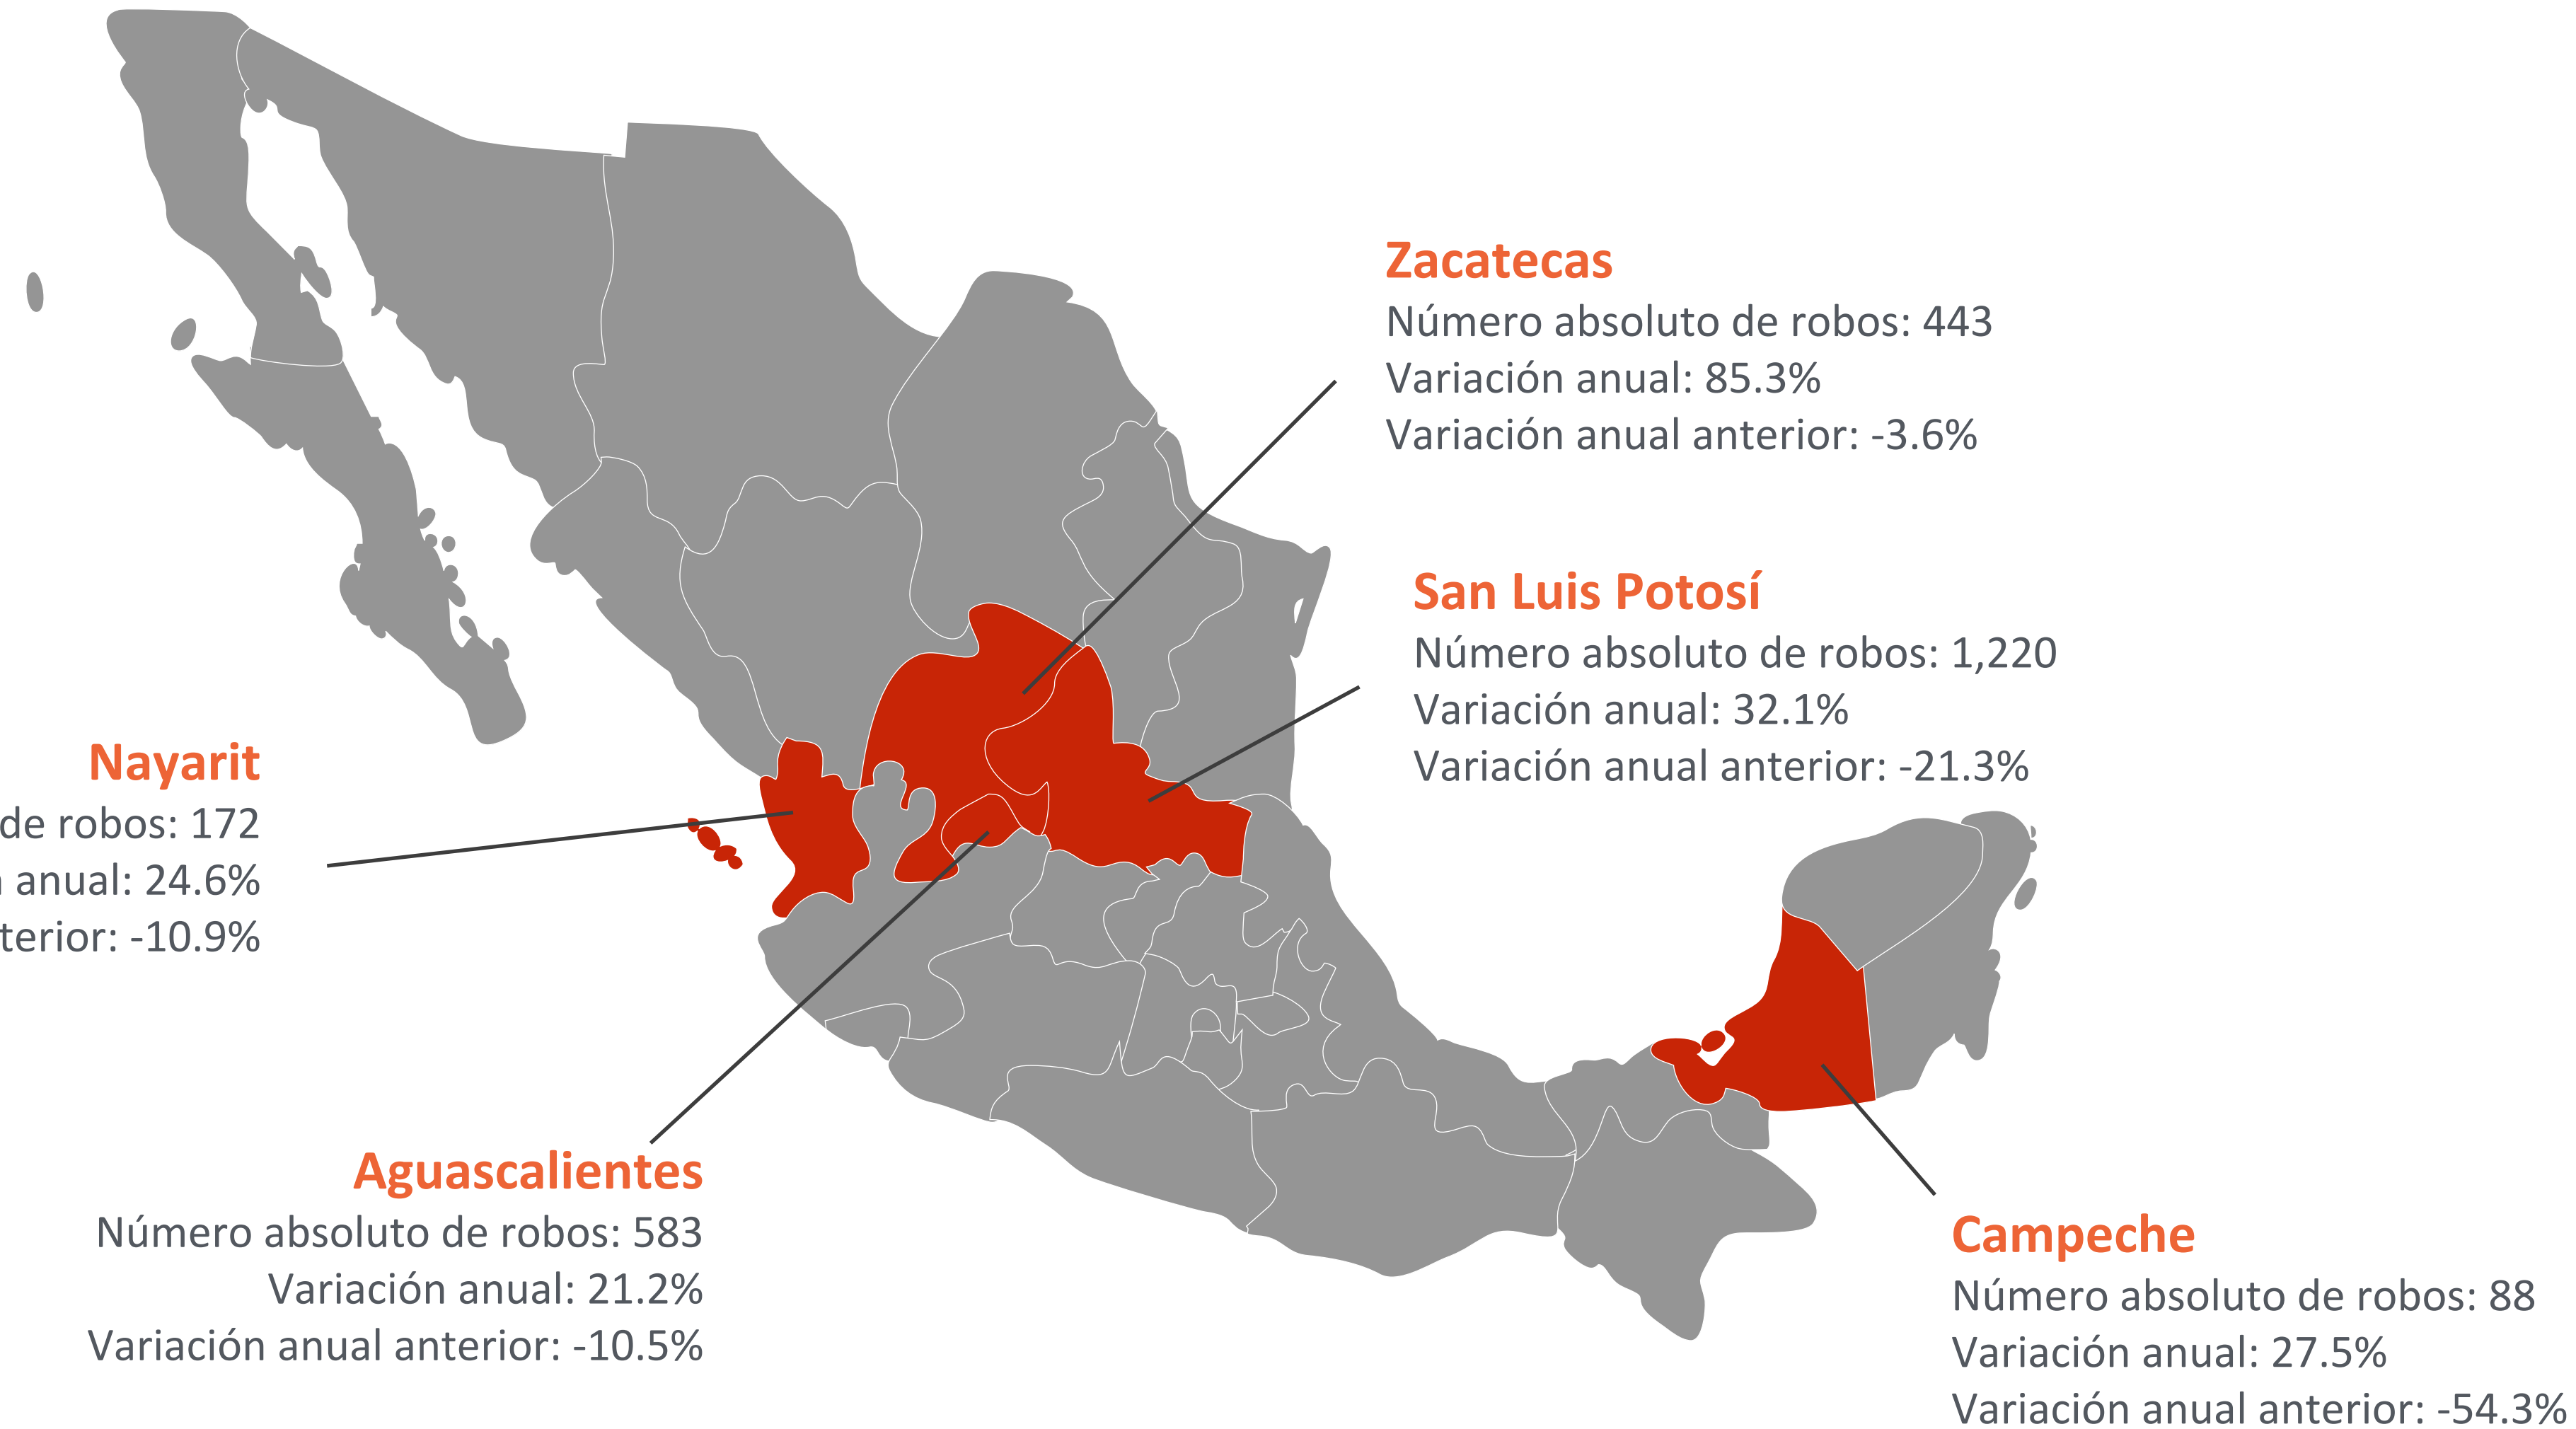 Zacatecas
Número absoluto de robos: 443
Variación anual: 85.3%
Variación anual anterior: -3.6%
San Luis Potosí
Número absoluto de robos: 1,220
Variación anual: 32.1%
Variación anual anterior: -21.3%
Nayarit
de robos: 172
anual: 24.6%
terior: -10.9%
Aguascalientes
Número absoluto de robos: 583
Variación anual: 21.2%
Variación anual anterior: -10.5%
Campeche
Número absoluto de robos: 88
Variación anual: 27.5%
Variación anual anterior: -54.3%